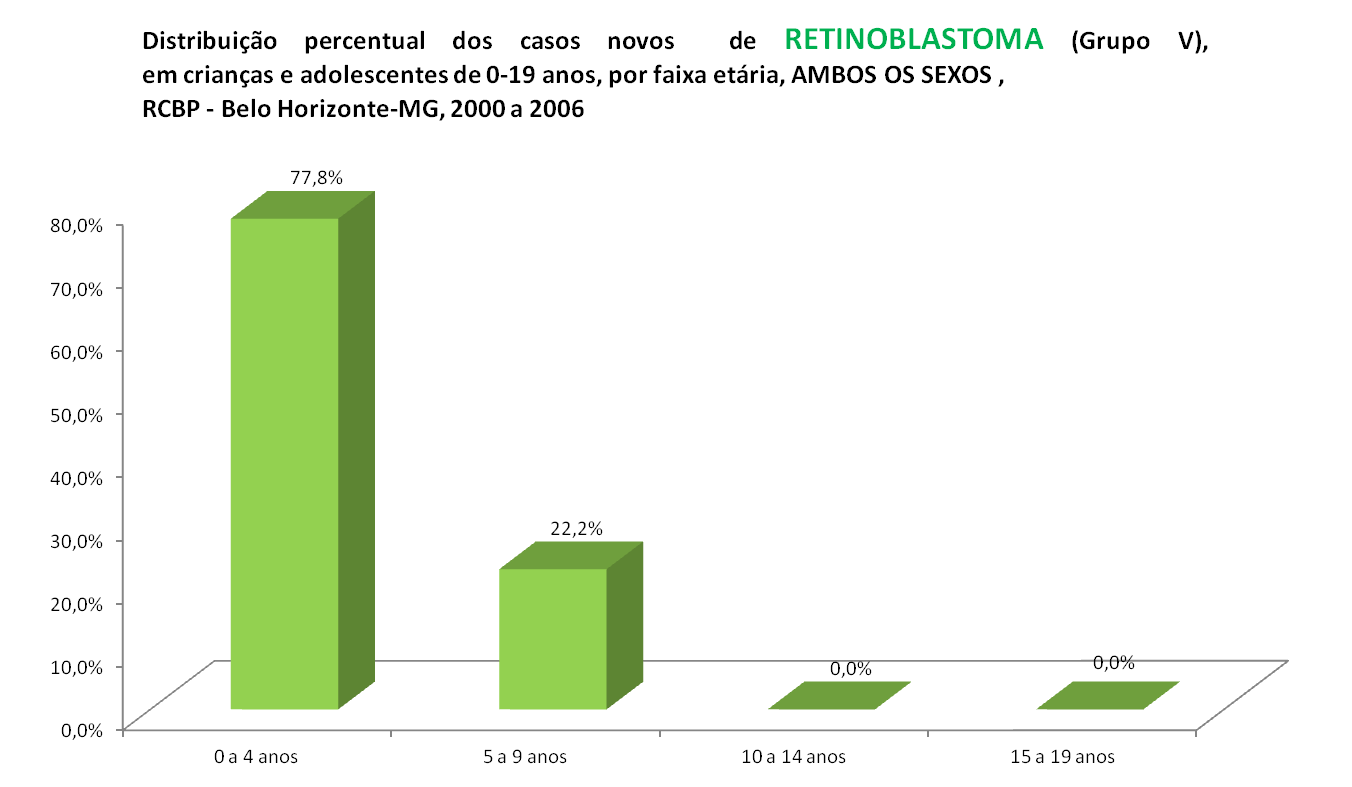 Distribuição percentual dos casos novos de RETINOBLASTOMA (Grupo V),
em crianças e adolescentes de 0-19 anos, por faixa etária, AMBOS OS SEXOS ,
RCBP - Belo Horizonte-MG, 2000 a 2006
77,8%
80,0%
70,0%
60,0%
50,0%
40,0%
22,2%
30,0%
20,0%
10,0%
0,0%
0,0%
0,0%
0 a 4 anos
5 a 9 anos
10 a 14 anos
15 a 19 anos